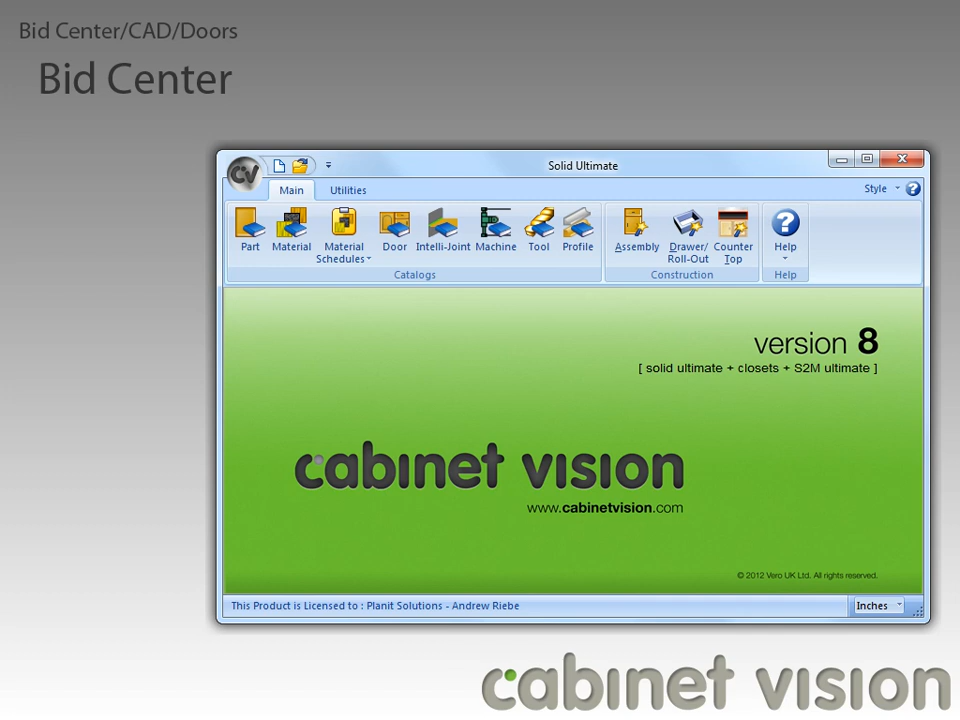 Bid Center/CAD/Doors
Bid Center
CV
Solid Ultimate
Main Utilities
Style
Part Material Material Schedules Door Intelli-Joint Machine Tool Profile
Assembly Drawer/ Roll-Out Counter Top Help
Catalogs Construction Help
version 8
[ solid ultimate + closets + S2M ultimate ]
cabinet vision
www.cabinetvision.com
© 2012 Vero UK Ltd. All rights reserved.
This Product is Licensed to : Planit Solutions - Andrew Riebe
Inches
cabinet vision